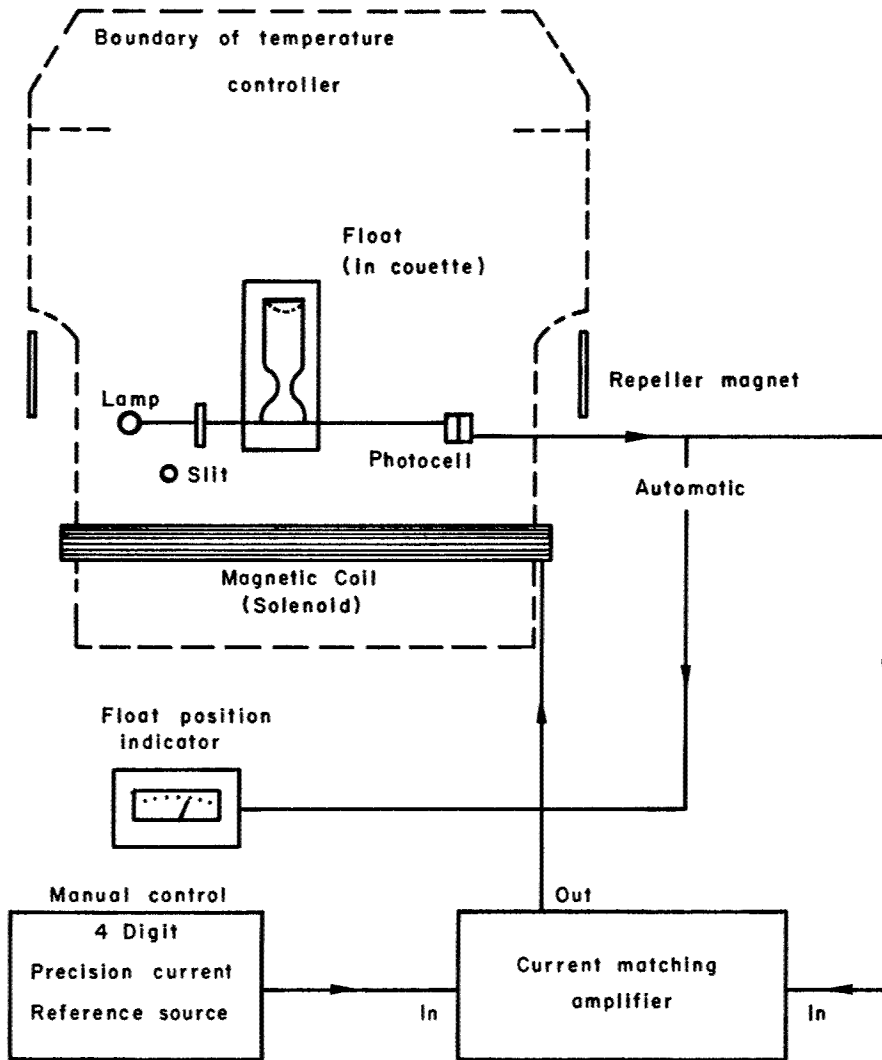 Boundary of temperature
controller
Float
(in couette)
Lamp
Repeller magnet
Slit
Photocell
Automatic
Magnetic Coil
(Solenoid)
Float position
indicator
Manual control
4 Digit
Precision current
Reference source
In
Out
Current matching
amplifier
In